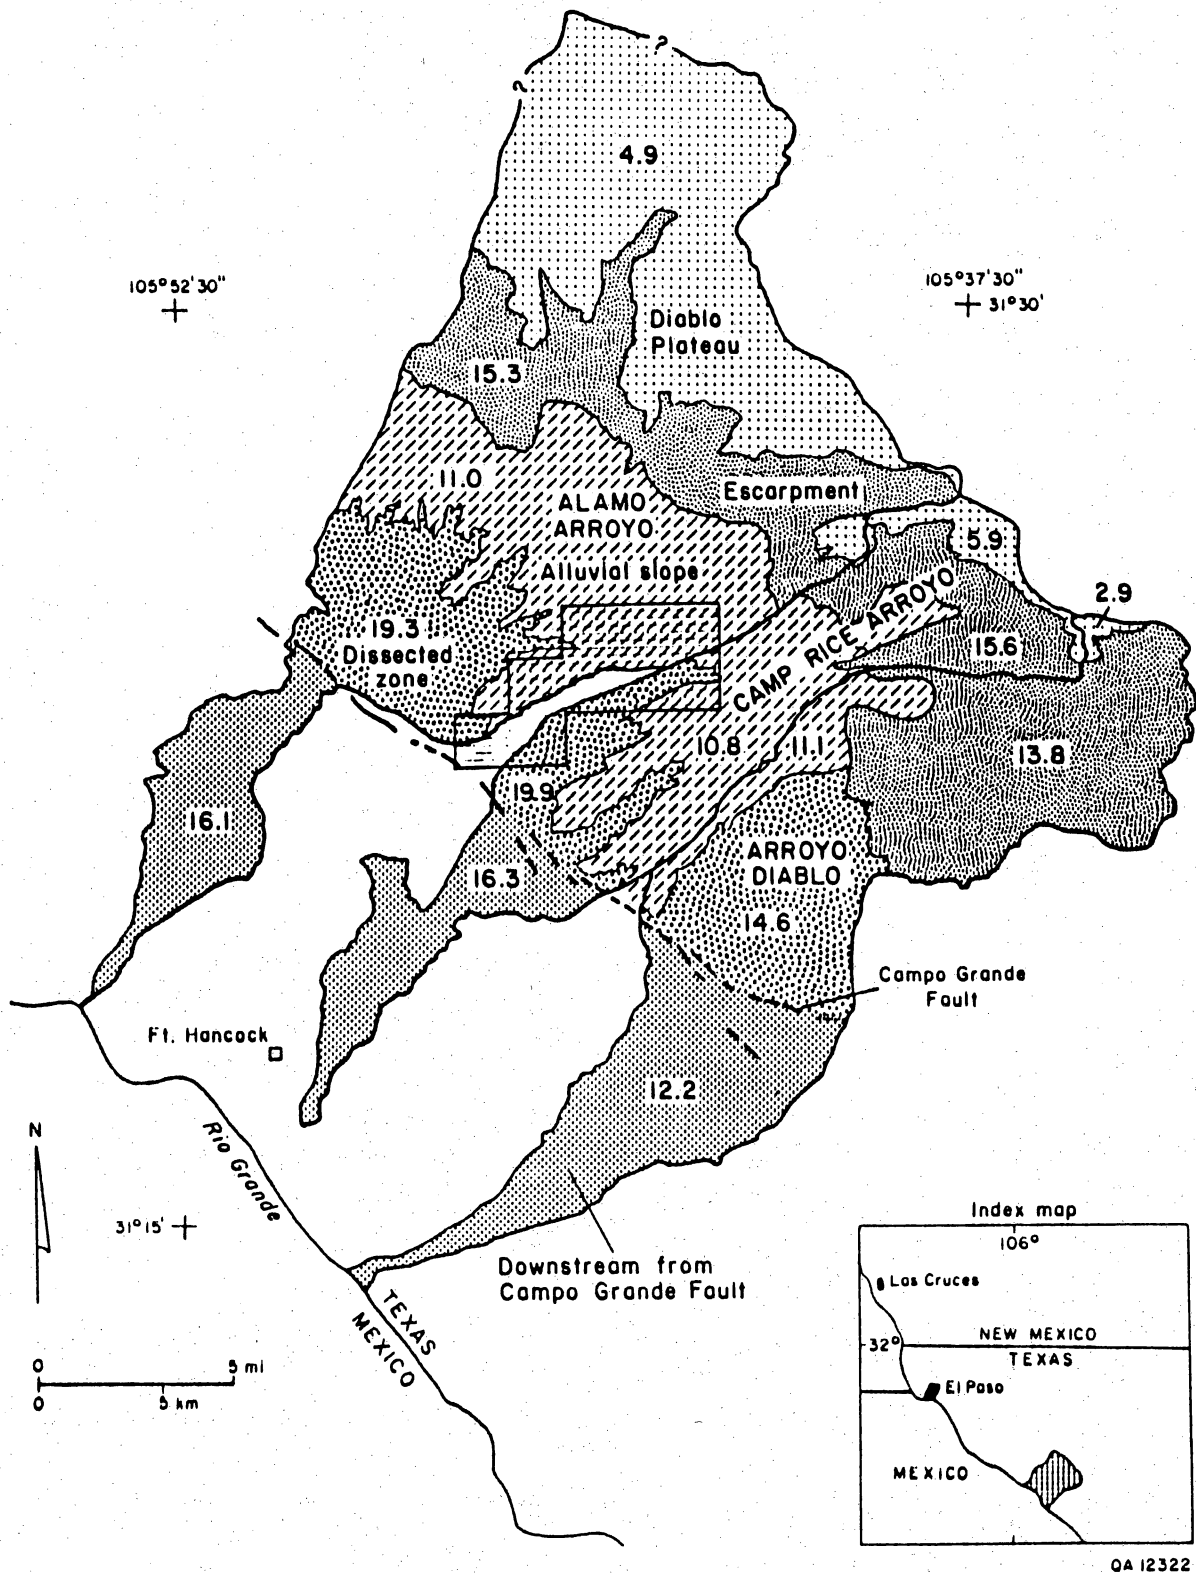 ?
?
4.9
105°52'30"
105°37'30"
31°30'
Diablo
Plateau
15.3
11.0
Escarpment
ALAMO
ARROYO
5.9
Alluvial slope
2.9
19.3
Dissected
zone
CAMP RICE ARROYO
15.6
10.8
11.1
13.8
19.9
16.1
16.3
ARROYO
DIABLO
14.6
Campo Grande
Fault
Ft. Hancock
12.2
N
Rio Grande
31°15'
Downstream from
Campo Grande Fault
TEXAS
MEXICO
0 5 mi
0 5 km
Index map
106°
Las Cruces
32°
NEW MEXICO
TEXAS
El Paso
MEXICO
QA 12322